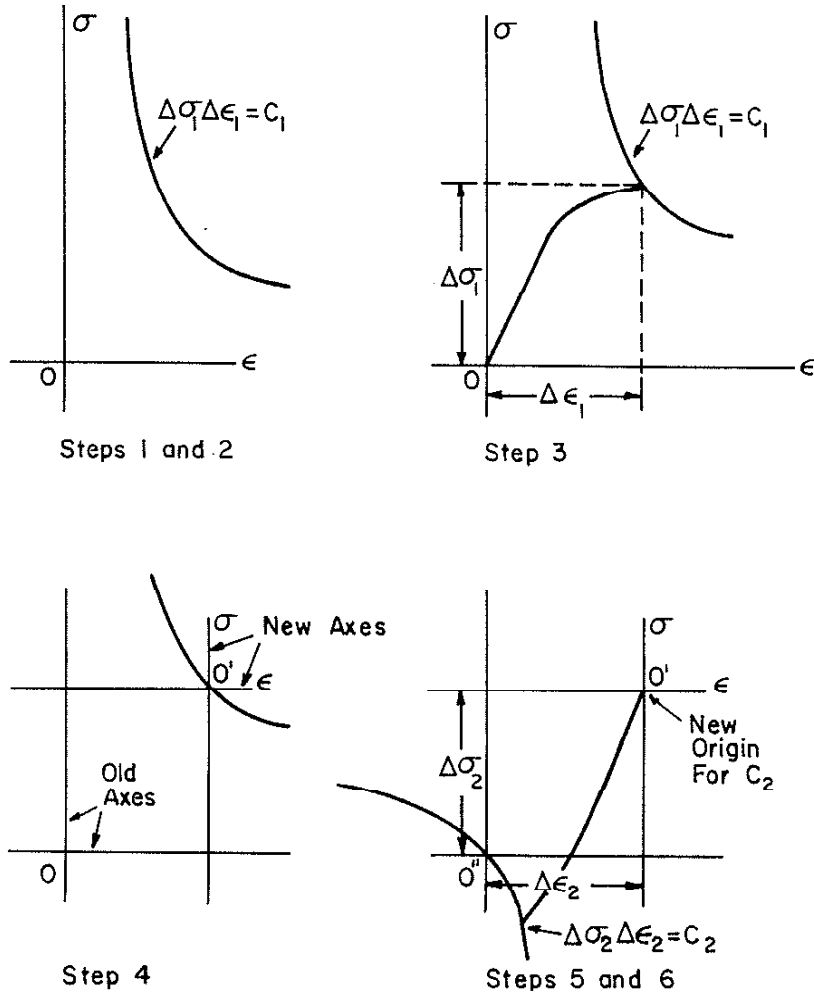 σ
Δσ₁Δϵ₁=C₁
O
ϵ
Steps 1 and 2
σ
Δσ₁Δϵ₁=C₁
Δσ₁
O
ϵ
Δϵ₁
Step 3
σ
New Axes
O'
ϵ
Old
Axes
O
Step 4
σ
O'
ϵ
New
Origin
For C₂
Δσ₂
O"
Δϵ₂
Δσ₂Δϵ₂=C₂
Steps 5 and 6